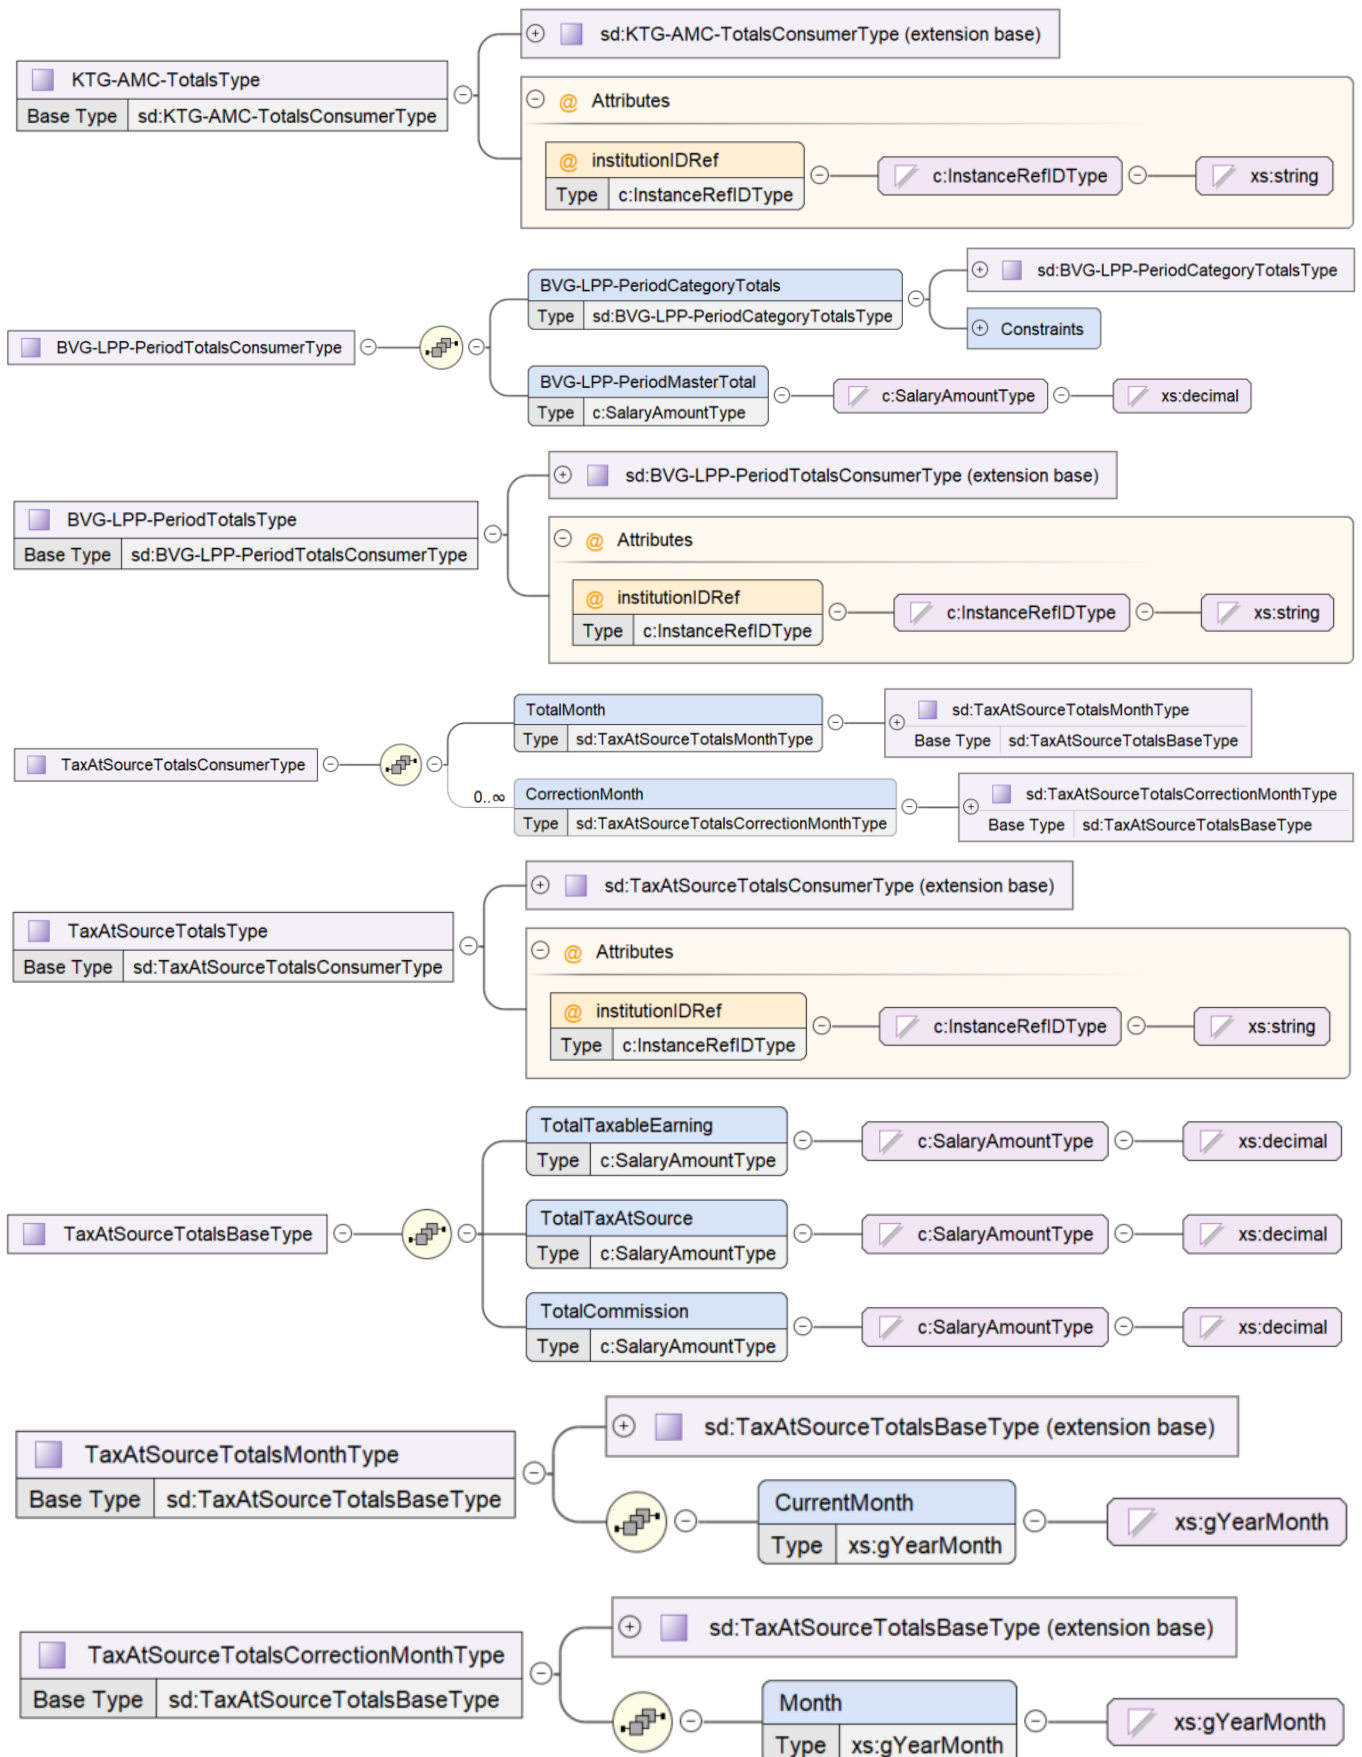 sd:KTG-AMC-TotalsConsumerType (extension base)
KTG-AMC-TotalsType
Base Type sd:KTG-AMC-TotalsConsumerType
@ Attributes
@ institutionIDRef
Type c:InstanceRefIDType
c:InstanceRefIDType
xs:string
BVG-LPP-PeriodTotalsConsumerType
BVG-LPP-PeriodCategoryTotals
Type sd:BVG-LPP-PeriodCategoryTotalsType
sd:BVG-LPP-PeriodCategoryTotalsType
Constraints
BVG-LPP-PeriodMasterTotal
Type c:SalaryAmountType
c:SalaryAmountType
xs:decimal
sd:BVG-LPP-PeriodTotalsConsumerType (extension base)
BVG-LPP-PeriodTotalsType
Base Type sd:BVG-LPP-PeriodTotalsConsumerType
@ Attributes
@ institutionIDRef
Type c:InstanceRefIDType
c:InstanceRefIDType
xs:string
TaxAtSourceTotalsConsumerType
TotalMonth
Type sd:TaxAtSourceTotalsMonthType
sd:TaxAtSourceTotalsMonthType
Base Type sd:TaxAtSourceTotalsBaseType
0..∞
CorrectionMonth
Type sd:TaxAtSourceTotalsCorrectionMonthType
sd:TaxAtSourceTotalsCorrectionMonthType
Base Type sd:TaxAtSourceTotalsBaseType
sd:TaxAtSourceTotalsConsumerType (extension base)
TaxAtSourceTotalsType
Base Type sd:TaxAtSourceTotalsConsumerType
@ Attributes
@ institutionIDRef
Type c:InstanceRefIDType
c:InstanceRefIDType
xs:string
TaxAtSourceTotalsBaseType
TotalTaxableEarning
Type c:SalaryAmountType
c:SalaryAmountType
xs:decimal
TotalTaxAtSource
Type c:SalaryAmountType
c:SalaryAmountType
xs:decimal
TotalCommission
Type c:SalaryAmountType
c:SalaryAmountType
xs:decimal
sd:TaxAtSourceTotalsBaseType (extension base)
TaxAtSourceTotalsMonthType
Base Type sd:TaxAtSourceTotalsBaseType
CurrentMonth
Type xs:gYearMonth
xs:gYearMonth
sd:TaxAtSourceTotalsBaseType (extension base)
TaxAtSourceTotalsCorrectionMonthType
Base Type sd:TaxAtSourceTotalsBaseType
Month
Type xs:gYearMonth
xs:gYearMonth